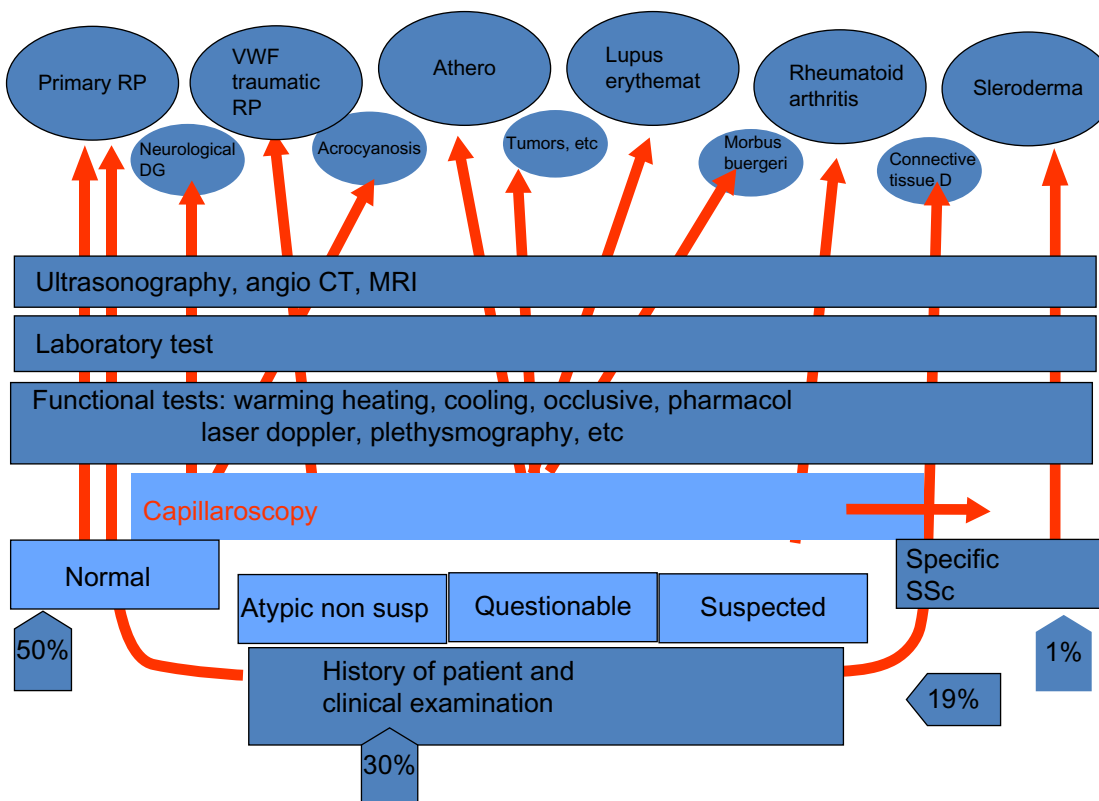 Primary RP
VWF
traumatic
RP
Athero
Lupus
erythemat
Rheumatoid
arthritis
Sleroderma
Neurological
DG
Acrocyanosis
Tumors, etc
Morbus
buergeri
Connective
tissue D
Ultrasonography, angio CT, MRI
Laboratory test
Functional tests: warming heating, cooling, occlusive, pharmacol
laser doppler, plethysmography, etc
Capillaroscopy
Normal
Atypic non susp
Questionable
Suspected
Specific
SSc
50%
History of patient and
clinical examination
1%
19%
30%